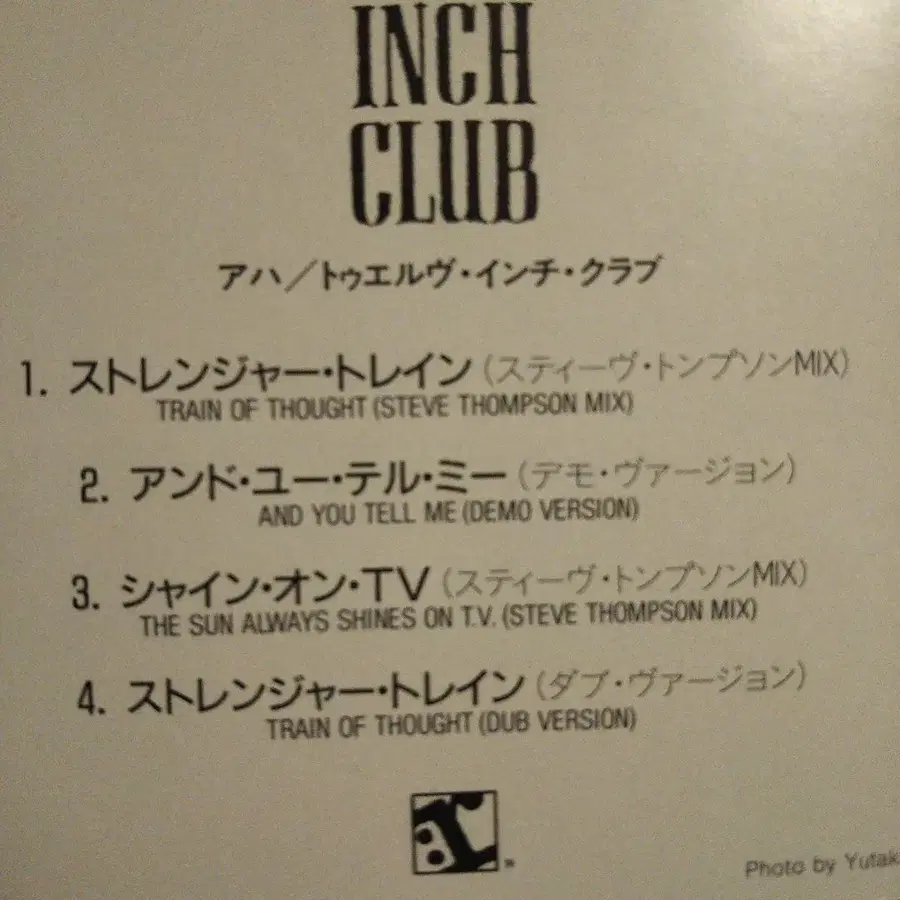 INCH
CLUB
アハ／トゥエルヴ・インチ・クラブ
1. ストレンジャー・トレイン（スティーヴ・トンプソンMIX）
TRAIN OF THOUGHT (STEVE THOMPSON MIX)
2. アンド・ユー・テル・ミー（デモ・ヴァージョン）
AND YOU TELL ME (DEMO VERSION)
3. シャイン・オン・TV（スティーヴ・トンプソンMIX）
THE SUN ALWAYS SHINES ON T.V. (STEVE THOMPSON MIX)
4. ストレンジャー・トレイン（ダブ・ヴァージョン）
TRAIN OF THOUGHT (DUB VERSION)
Photo by